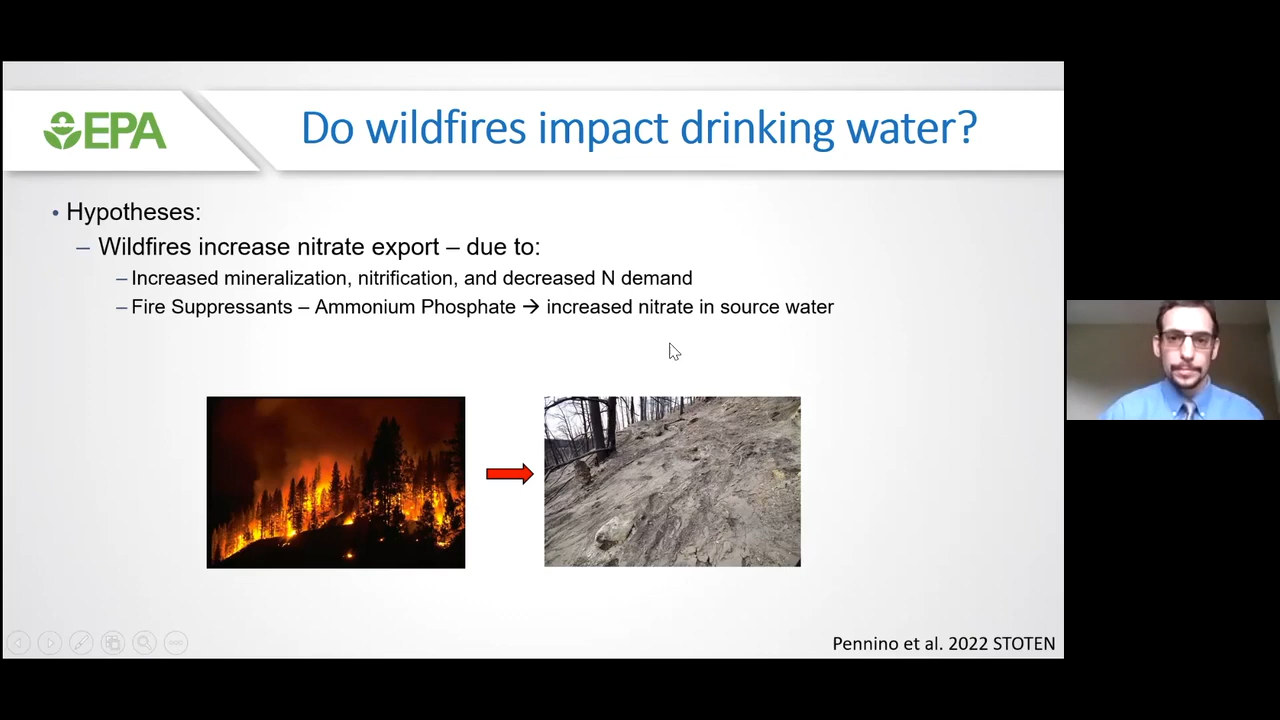 EPA
Do wildfires impact drinking water?
• Hypotheses:
– Wildfires increase nitrate export – due to:
– Increased mineralization, nitrification, and decreased N demand
– Fire Suppressants – Ammonium Phosphate → increased nitrate in source water
Pennino et al. 2022 STOTEN